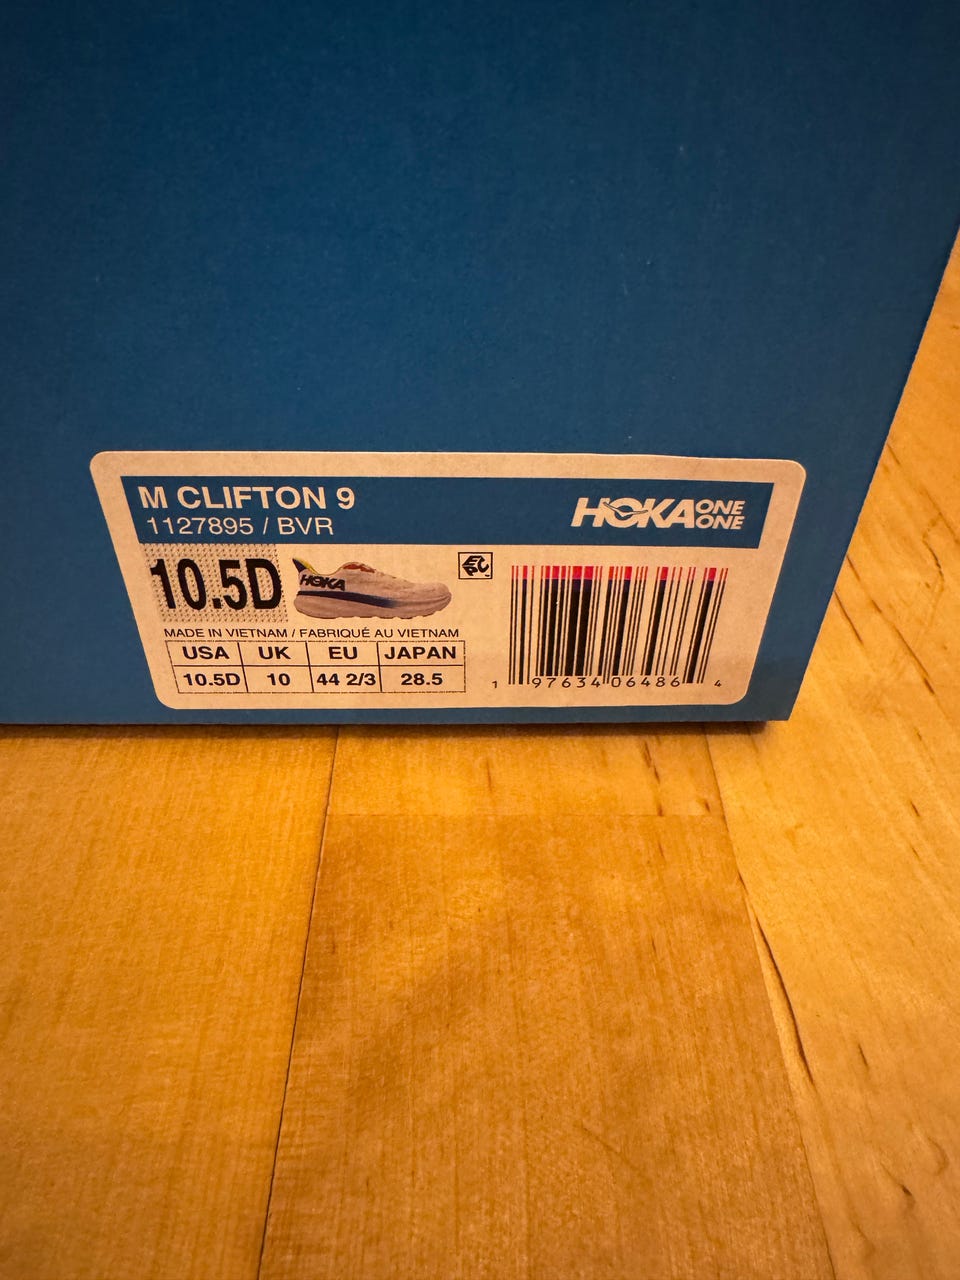 M CLIFTON 9
1127895 / BVR
HOKA ONE ONE
10.5D
HOKA
MADE IN VIETNAM / FABRIQUÉ AU VIETNAM
USA UK EU JAPAN
10.5D 10 44 2/3 28.5
1 97634 06486 4